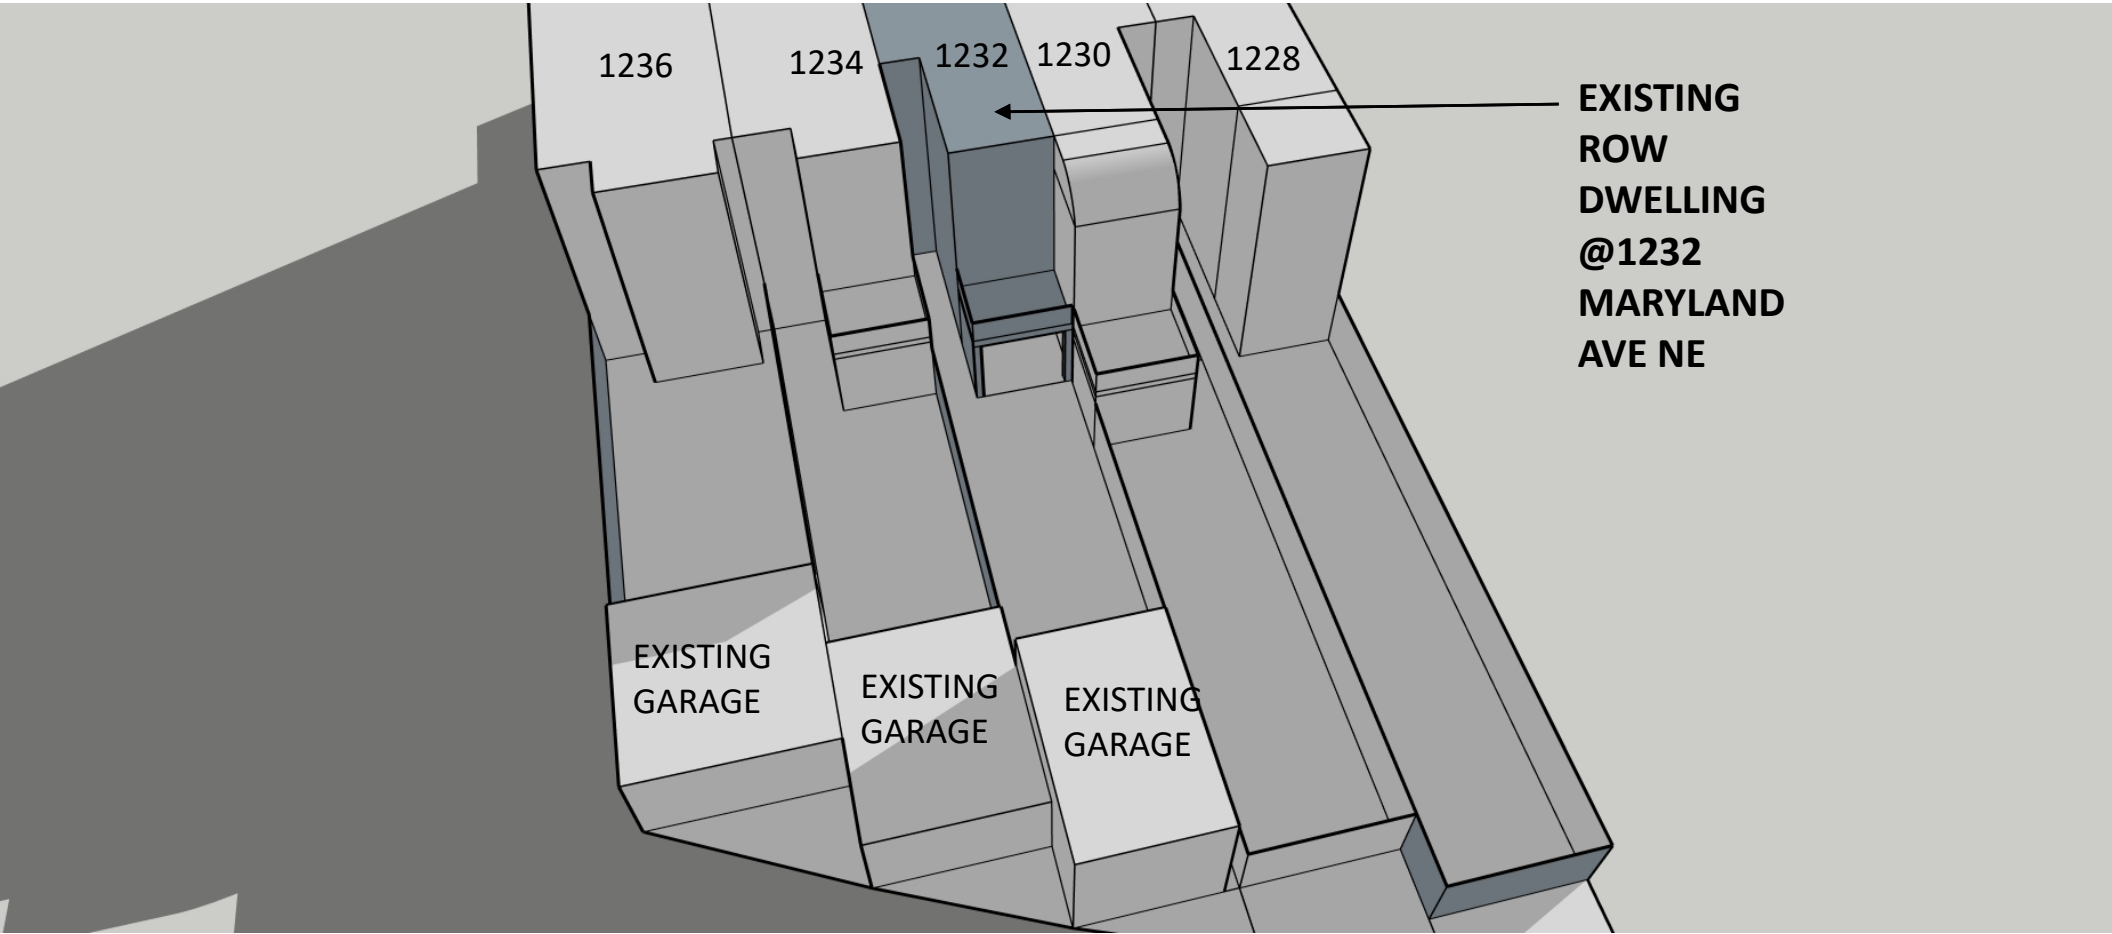 1236
1234
1232
1230
1228
EXISTING
ROW
DWELLING
@1232
MARYLAND
AVE NE
EXISTING
GARAGE
EXISTING
GARAGE
EXISTING
GARAGE